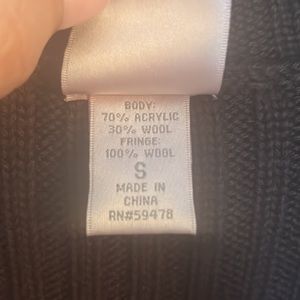 BODY:
70% ACRYLIC
30% WOOL
FRINGE:
100% WOOL
S
MADE IN
CHINA
RN#59478